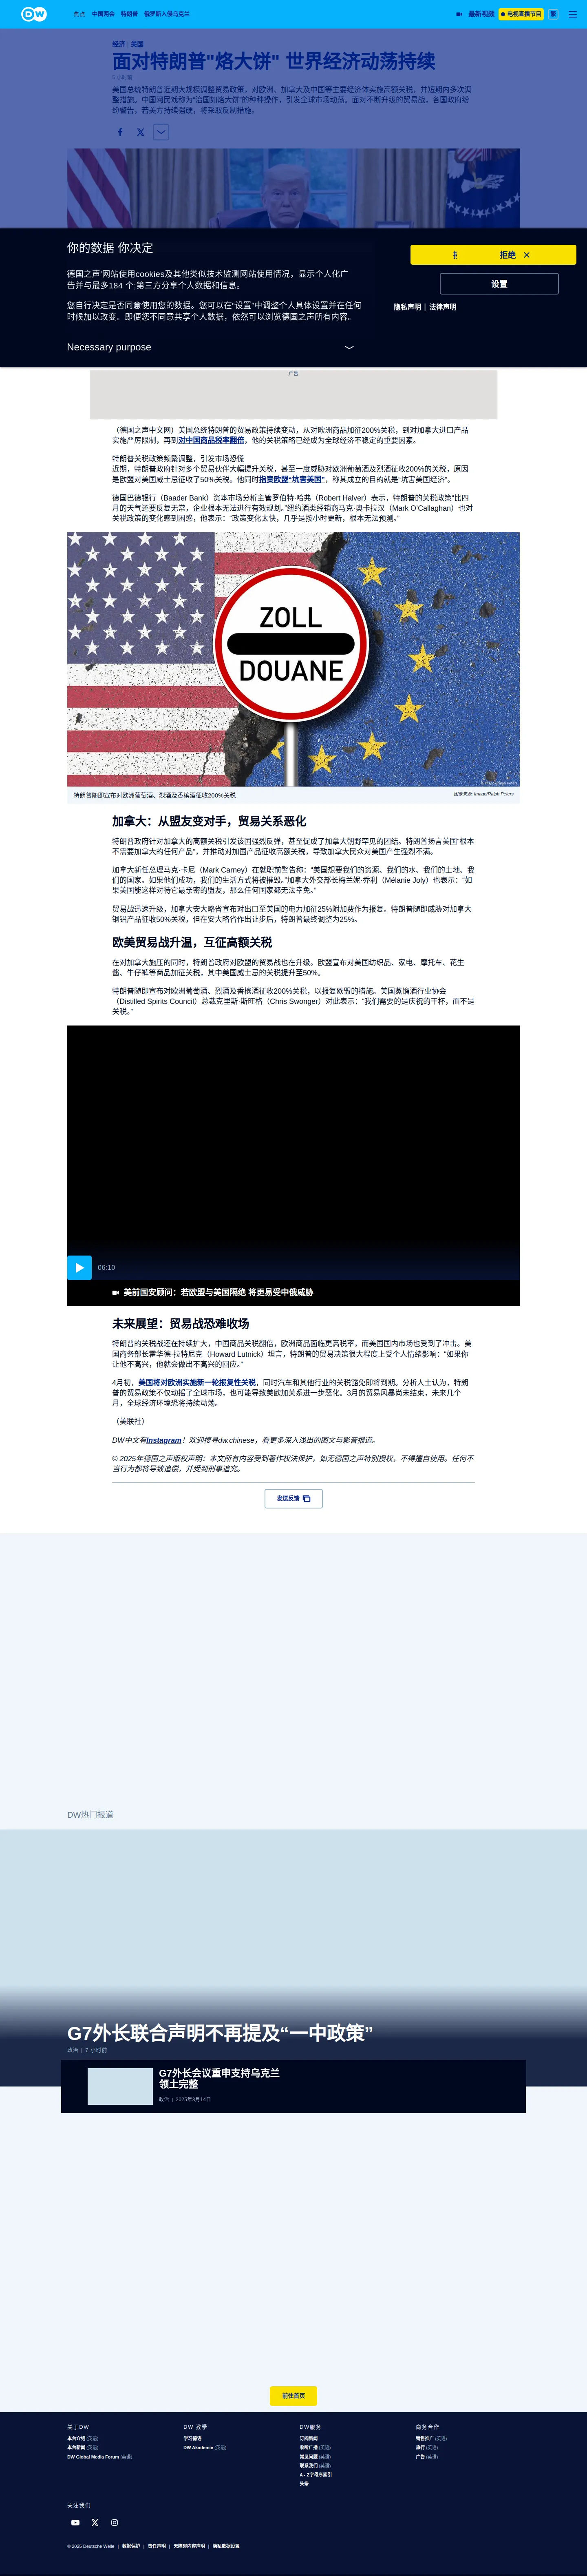 DW
焦点 中国两会 特朗普 俄罗斯入侵乌克兰
最新视频 电视直播节目 繁
经济 | 美国
面对特朗普"烙大饼" 世界经济动荡持续
美国总统特朗普近期大规模调整贸易政策，对欧洲、加拿大及中国等主要经济体实施高额关税，并短期内多次调
整措施。中国网民戏称为“治国如烙大饼”的种种操作，引发全球市场动荡。面对不断升级的贸易战，各国政府纷
纷警告，若美方持续强硬，将采取反制措施。
你的数据 你决定
德国之声‘网站使用cookies及其他类似技术监测网站使用情况，显示个人化广
告和与最多184 个;第三方分享个人数据和信息。
您自行决定是否同意使用您的数据。您可以在“设置”中调整个人具体设置并在任何
时候加以改变。即便您不同意共享个人数据，依然可以浏览德国之声所有内容。
拒绝
设置
隐私声明 | 法律声明
Necessary purpose
广告
（德国之声中文网）美国总统特朗普的贸易政策持续变动，从对欧洲商品加征200%关税，到对加拿大进口产品
实施严厉限制，再到对中国商品税率翻倍，他的关税策略已经成为全球经济不稳定的重要因素。
特朗普关税政策频繁调整，引发市场恐慌
近期，特朗普政府针对多个贸易伙伴大幅提升关税，甚至一度威胁对欧洲葡萄酒及烈酒征收200%的关税，原因
是欧盟对美国威士忌征收了50%关税。他同时指责欧盟“坑害美国”，称其成立的目的就是“坑害美国经济”。
德国巴德银行（Baader Bank）资本市场分析主管罗伯特·哈弗（Robert Halver）表示，特朗普的关税政策“比四
月的天气还要反复无常，企业根本无法进行有效规划。”纽约酒类经销商马克·奥卡拉汉（Mark O'Callaghan）也对
关税政策的变化感到困惑，他表示：“政策变化太快，几乎是按小时更新，根本无法预测。”
ZOLL
DOUANE
特朗普随即宣布对欧洲葡萄酒、烈酒及香槟酒征收200%关税
图像来源: Imago/Ralph Peters
加拿大：从盟友变对手，贸易关系恶化
特朗普政府针对加拿大的高额关税引发该国强烈反弹，甚至促成了加拿大朝野罕见的团结。特朗普扬言美国“根本
不需要加拿大的任何产品”，并推动对加国产品征收高额关税，导致加拿大民众对美国产生强烈不满。
加拿大新任总理马克·卡尼（Mark Carney）在就职前警告称：“美国想要我们的资源、我们的水、我们的土地、我
们的国家。如果他们成功，我们的生活方式将被摧毁。”加拿大外交部长梅兰妮·乔利（Mélanie Joly）也表示：“如
果美国能这样对待它最亲密的盟友，那么任何国家都无法幸免。”
贸易战迅速升级，加拿大安大略省宣布对出口至美国的电力加征25%附加费作为报复。特朗普随即威胁对加拿大
钢铝产品征收50%关税，但在安大略省作出让步后，特朗普最终调整为25%。
欧美贸易战升温，互征高额关税
在对加拿大施压的同时，特朗普政府对欧盟的贸易战也在升级。欧盟宣布对美国纺织品、家电、摩托车、花生
酱、牛仔裤等商品加征关税，其中美国威士忌的关税提升至50%。
特朗普随即宣布对欧洲葡萄酒、烈酒及香槟酒征收200%关税，以报复欧盟的措施。美国蒸馏酒行业协会
（Distilled Spirits Council）总裁克里斯·斯旺格（Chris Swonger）对此表示：“我们需要的是庆祝的干杯，而不是
关税。”
06:10
美前国安顾问：若欧盟与美国隔绝 将更易受中俄威胁
未来展望：贸易战恐难收场
特朗普的关税战还在持续扩大，中国商品关税翻倍，欧洲商品面临更高税率，而美国国内市场也受到了冲击。美
国商务部长霍华德·拉特尼克（Howard Lutnick）坦言，特朗普的贸易决策很大程度上受个人情绪影响：“如果你
让他不高兴，他就会做出不高兴的回应。”
4月初，美国将对欧洲实施新一轮报复性关税，同时汽车和其他行业的关税豁免即将到期。分析人士认为，特朗
普的贸易政策不仅动摇了全球市场，也可能导致美欧加关系进一步恶化。3月的贸易风暴尚未结束，未来几个
月，全球经济环境恐将持续动荡。
（美联社）
DW中文有Instagram！欢迎搜寻dw.chinese，看更多深入浅出的图文与影音报道。
© 2025年德国之声版权声明：本文所有内容受到著作权法保护，如无德国之声特别授权，不得擅自使用。任何不
当行为都将导致追偿，并受到刑事追究。
发送反馈
DW热门报道
G7外长联合声明不再提及“一中政策”
政治 | 7 小时前
G7外长会议重申支持乌克兰
领土完整
政治 | 2025年3月14日
前往首页
关于DW
本台介绍 (英语)
本台新闻 (英语)
DW Global Media Forum (英语)
DW 教学
学习德语
DW Akademie (英语)
DW服务
订阅新闻
收听广播 (英语)
常见问题 (英语)
联系我们 (英语)
A - Z字母序索引
头条
商务合作
销售推广 (英语)
旅行 (英语)
广告 (英语)
关注我们
© 2025 Deutsche Welle | 数据保护 | 责任声明 | 无障碍内容声明 | 隐私数据设置